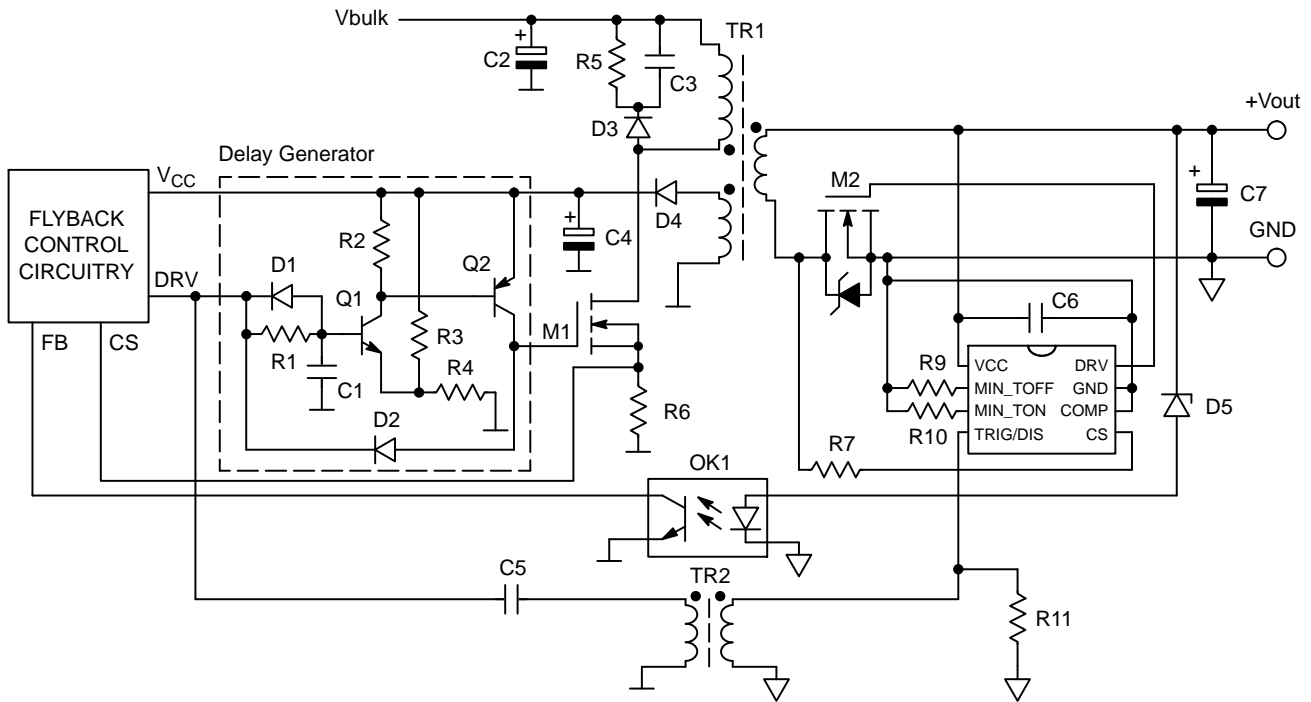 Vbulk
TR1
+
C2
R5
C3
D3
+Vout
Delay Generator
M2
VCC
+
C7
FLYBACK
CONTROL
CIRCUITRY
R2
+
C4
D4
GND
DRV
D1
Q2
Q1
C6
R3
M1
FB
CS
R1
R4
VCC
DRV
R9
MIN_TOFF
GND
C1
R6
MIN_TON
COMP
D5
D2
R10
TRIG/DIS
CS
R7
OK1
C5
TR2
R11